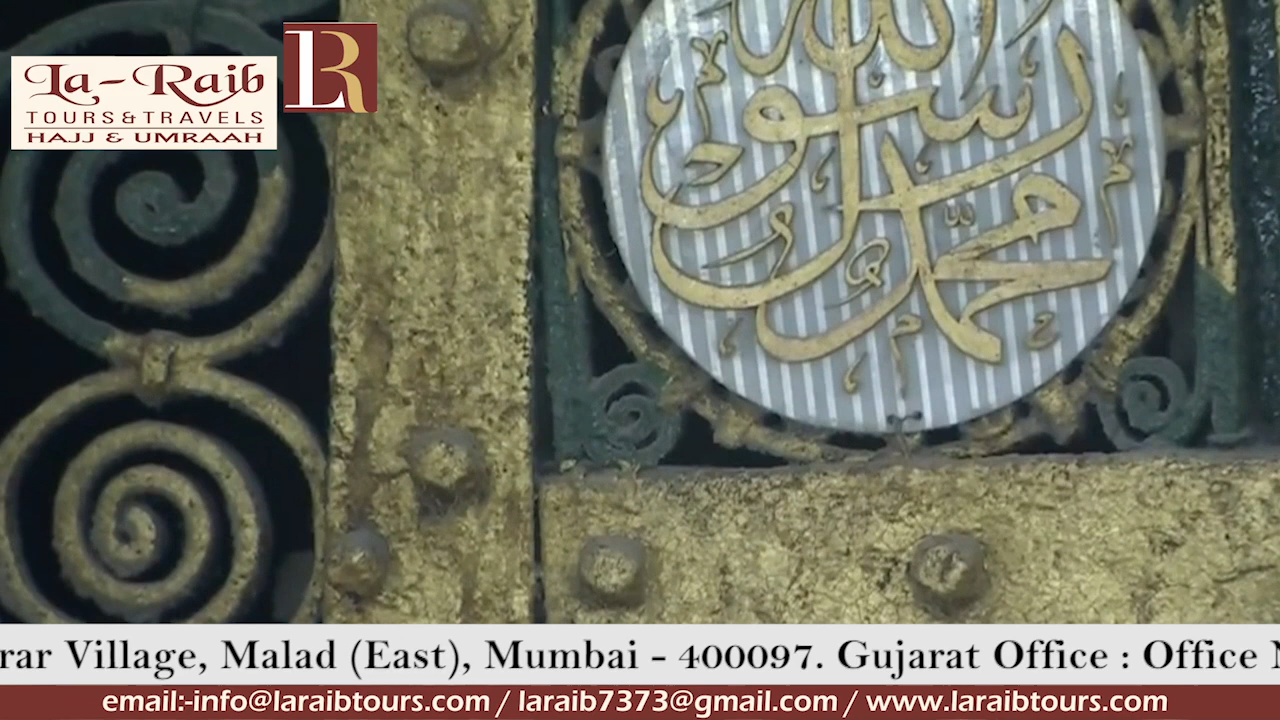 La-Raib
TOURS & TRAVELS
HAJJ & UMRAAH
LR
الله
رسول
محمد
rar Village, Malad (East), Mumbai - 400097. Gujarat Office : Office N
email:-info@laraibtours.com / laraib7373@gmail.com / www.laraibtours.com